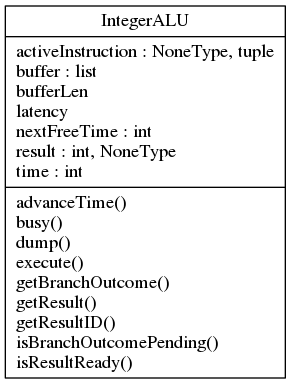 IntegerALU
activeInstruction : NoneType, tuple
buffer : list
bufferLen
latency
nextFreeTime : int
result : int, NoneType
time : int
advanceTime()
busy()
dump()
execute()
getBranchOutcome()
getResult()
getResultID()
isBranchOutcomePending()
isResultReady()